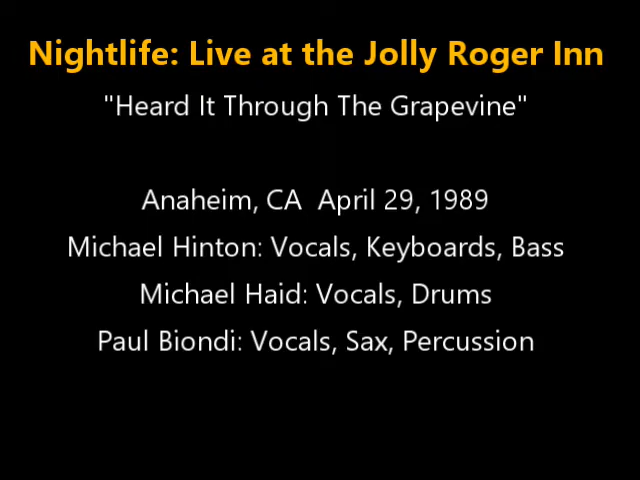 Nightlife: Live at the Jolly Roger Inn
"Heard It Through The Grapevine"
Anaheim, CA  April 29, 1989
Michael Hinton: Vocals, Keyboards, Bass
Michael Haid: Vocals, Drums
Paul Biondi: Vocals, Sax, Percussion